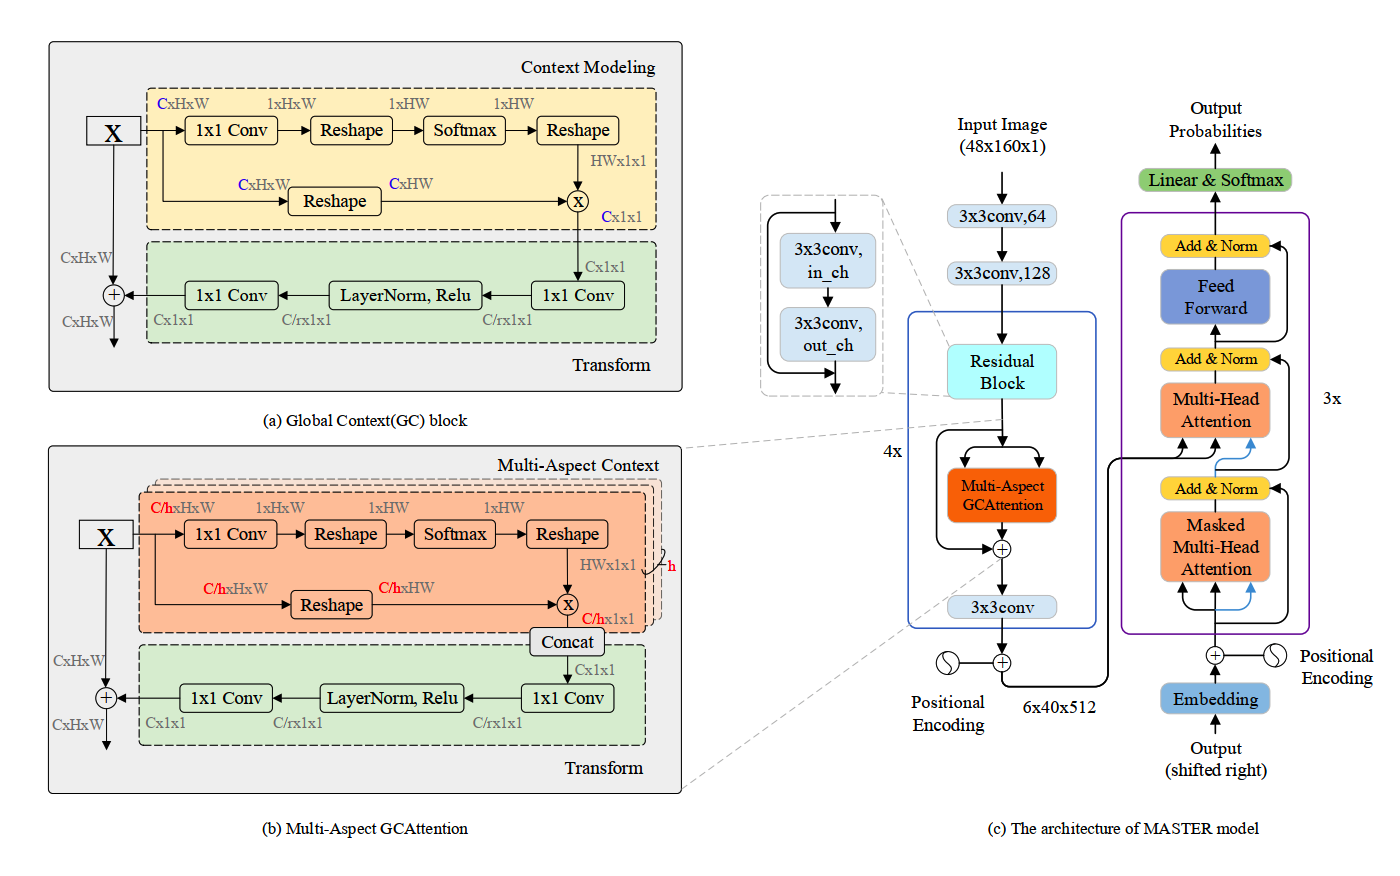 Context Modeling
CxHxW
1xHxW
1xHW
1xHW
X
1x1 Conv
Reshape
Softmax
Reshape
HWx1x1
CxHxW
CxHW
Reshape
x
Cx1x1
CxHxW
Cx1x1
1x1 Conv
LayerNorm, Relu
1x1 Conv
+
CxHxW
Cx1x1
C/rx1x1
C/rx1x1
Transform
(a) Global Context(GC) block
Multi-Aspect Context
C/hxHxW
1xHxW
1xHW
1xHW
X
1x1 Conv
Reshape
Softmax
Reshape
HWx1x1
h
C/hxHxW
C/hxHW
Reshape
x
C/hx1x1
Concat
CxHxW
Cx1x1
1x1 Conv
LayerNorm, Relu
1x1 Conv
+
CxHxW
Cx1x1
C/rx1x1
C/rx1x1
Transform
(b) Multi-Aspect GCAttention
Input Image
(48x160x1)
3x3conv,64
3x3conv,128
3x3conv,
in_ch
3x3conv,
out_ch
Residual
Block
4x
Multi-Aspect
GCAttention
+
3x3conv
+
Positional
Encoding
6x40x512
Output
Probabilities
Linear & Softmax
Add & Norm
Feed
Forward
Add & Norm
Multi-Head
Attention
3x
Add & Norm
Masked
Multi-Head
Attention
+
Positional
Encoding
Embedding
Output
(shifted right)
(c) The architecture of MASTER model